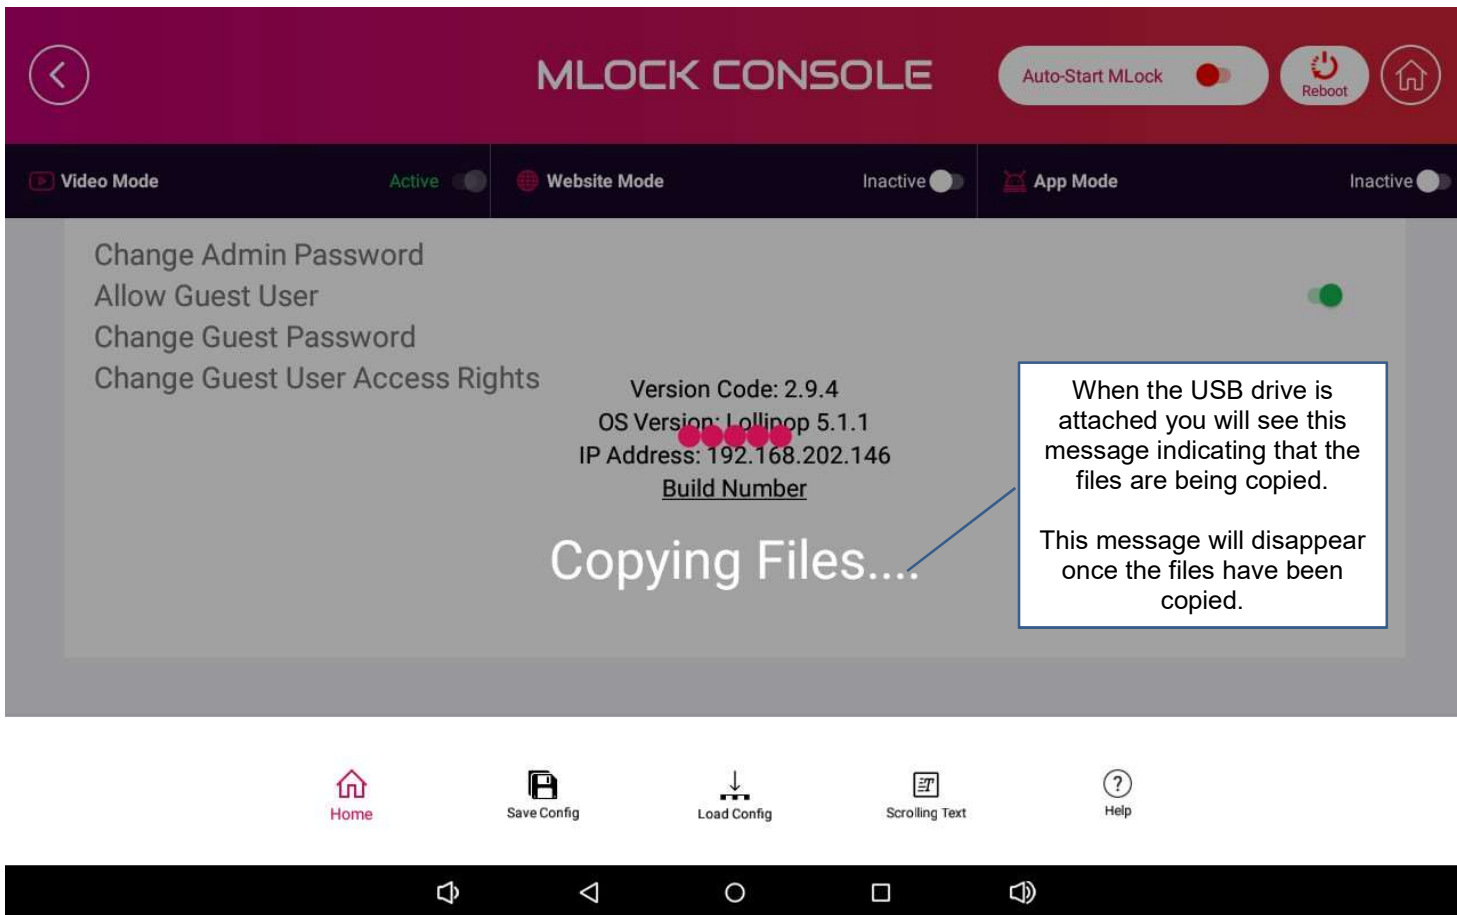 MLOCK CONSOLE
Auto-Start MLock
Reboot
Video Mode
Active
Website Mode
Inactive
App Mode
Inactive
Change Admin Password
Allow Guest User
Change Guest Password
Change Guest User Access Rights
Version Code: 2.9.4
OS Version: Lollipop 5.1.1
IP Address: 192.168.202.146
Build Number
Copying Files....
When the USB drive is
attached you will see this
message indicating that the
files are being copied.
This message will disappear
once the files have been
copied.
Home
Save Config
Load Config
Scrolling Text
Help